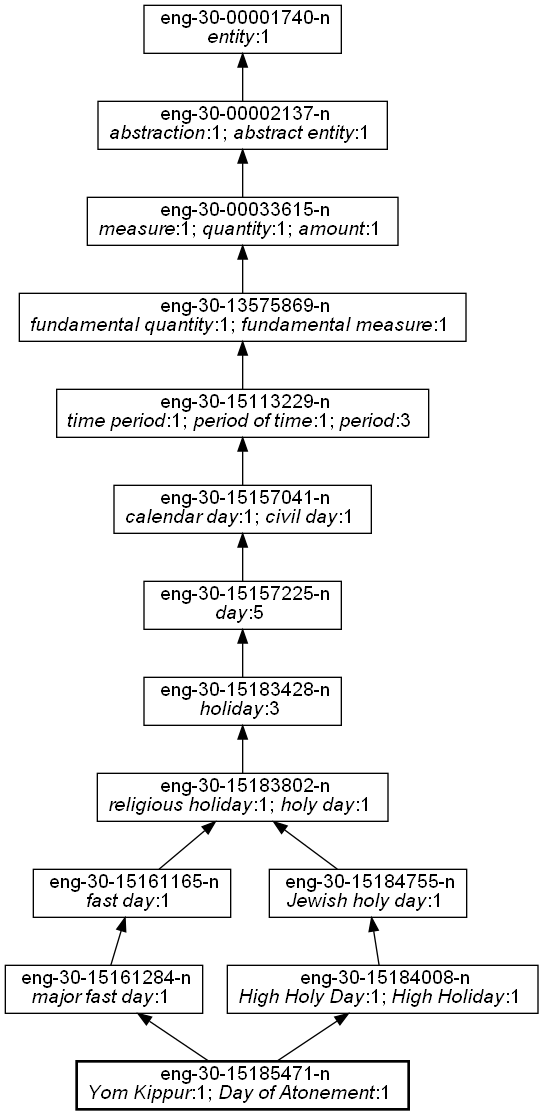 eng-30-00001740-n
entity:1
eng-30-00002137-n
abstraction:1; abstract entity:1
eng-30-00033615-n
measure:1; quantity:1; amount:1
eng-30-13575869-n
fundamental quantity:1; fundamental measure:1
eng-30-15113229-n
time period:1; period of time:1; period:3
eng-30-15157041-n
calendar day:1; civil day:1
eng-30-15157225-n
day:5
eng-30-15183428-n
holiday:3
eng-30-15183802-n
religious holiday:1; holy day:1
eng-30-15161165-n
fast day:1
eng-30-15184755-n
Jewish holy day:1
eng-30-15161284-n
major fast day:1
eng-30-15184008-n
High Holy Day:1; High Holiday:1
eng-30-15185471-n
Yom Kippur:1; Day of Atonement:1